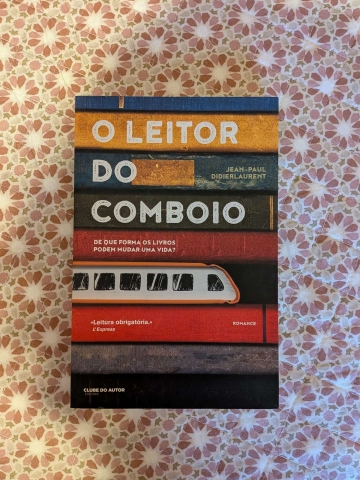 O LEITOR
DO
JEAN-PAUL
DIDIERLAURENT
COMBOIO
DE QUE FORMA OS LIVROS
PODEM MUDAR UMA VIDA?
«Leitura obrigatória.»
L'Express
ROMANCE
CLUBE DO AUTOR